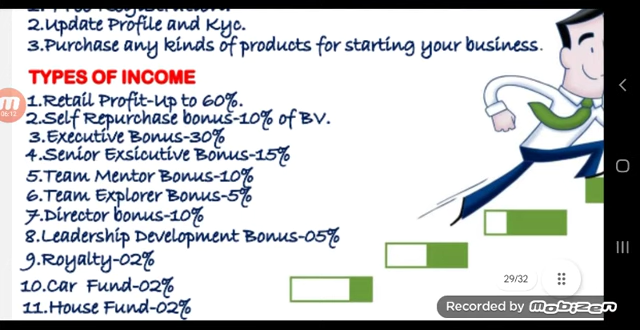 2.Update Profile and Kyc.
3.Purchase any kinds of products for starting your business.
TYPES OF INCOME
1.Retail Profit-Up to 60%.
2.Self Repurchase bonus-10% of BV.
3.Executive Bonus-30%
4.Senior Exsicutive Bonus-15%
5.Team Mentor Bonus-10%
6.Team Explorer Bonus-5%
7.Director bonus-10%
8.Leadership Development Bonus-05%
9.Royalty-02%
10.Car Fund-02%
11.House Fund-02%
29/32
Recorded by Mobizen